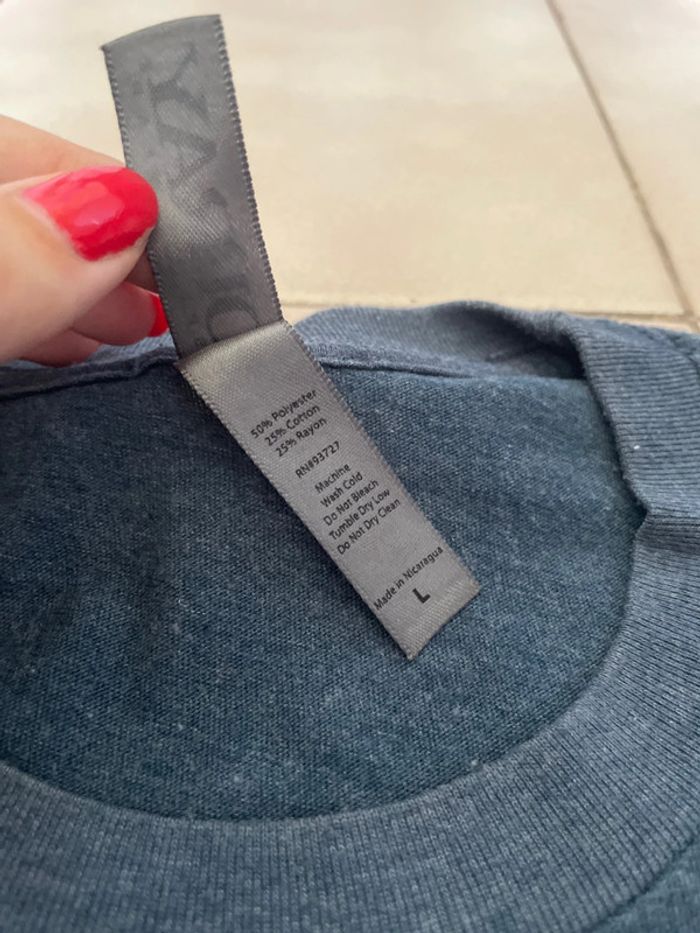 50% Polyester
25% Cotton
25% Rayon
RN#93727
Machine
Wash Cold
Do Not Bleach
Tumble Dry Low
Do Not Dry Clean
Made in Nicaragua
L